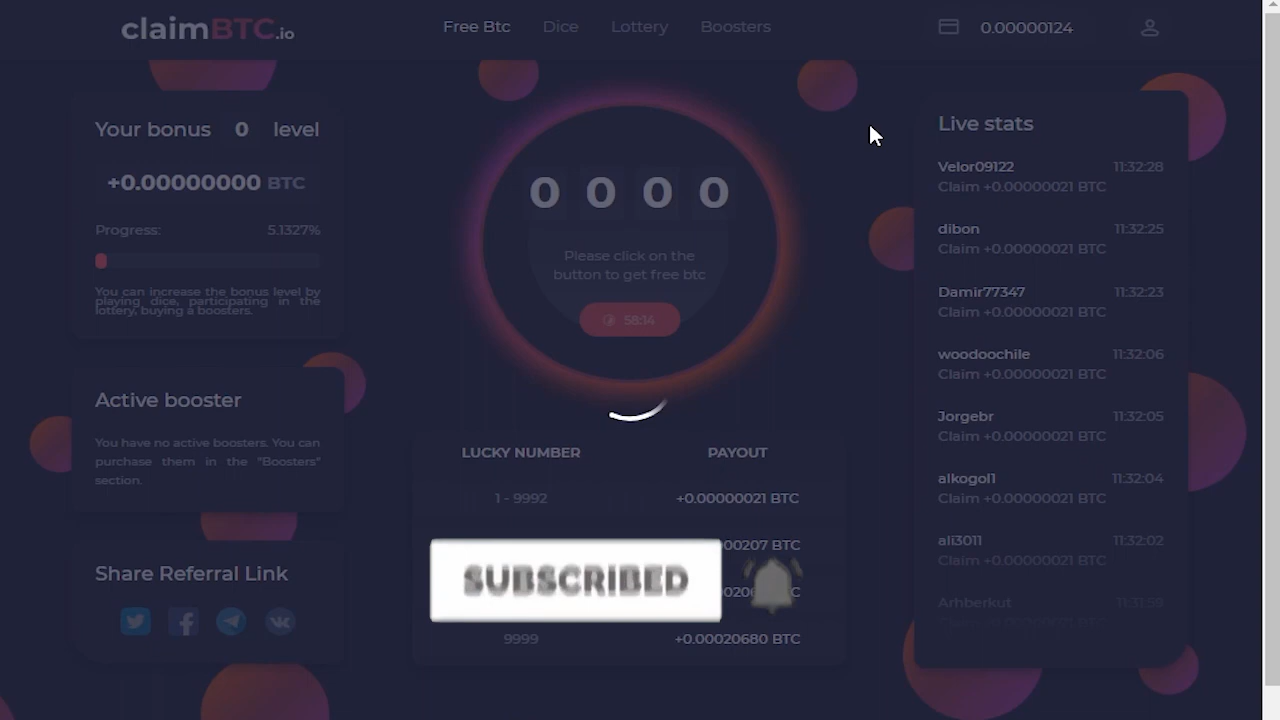 claimBTC.io
Free Btc
Dice
Lottery
Boosters
0.00000124
Your bonus 0 level
+0.00000000 BTC
Progress: 5.1327%
You can increase the bonus level by
playing dice, participating in the
lottery, buying a boosters.
Active booster
You have no active boosters. You can
purchase them in the "Boosters"
section.
Share Referral Link
0 0 0 0
Please click on the
button to get free btc
58:14
LUCKY NUMBER PAYOUT
1 - 9992 +0.00000021 BTC
00207 BTC
SUBSCRIBED
9999 +0.00020680 BTC
Live stats
Velor09122 11:32:28
Claim +0.00000021 BTC
dibon 11:32:25
Claim +0.00000021 BTC
Damir77347 11:32:23
Claim +0.00000021 BTC
woodoochile 11:32:06
Claim +0.00000021 BTC
Jorgebr 11:32:05
Claim +0.00000021 BTC
alkogol1 11:32:04
Claim +0.00000021 BTC
ali3011 11:32:02
Claim +0.00000021 BTC
Arhberkut 11:31:59